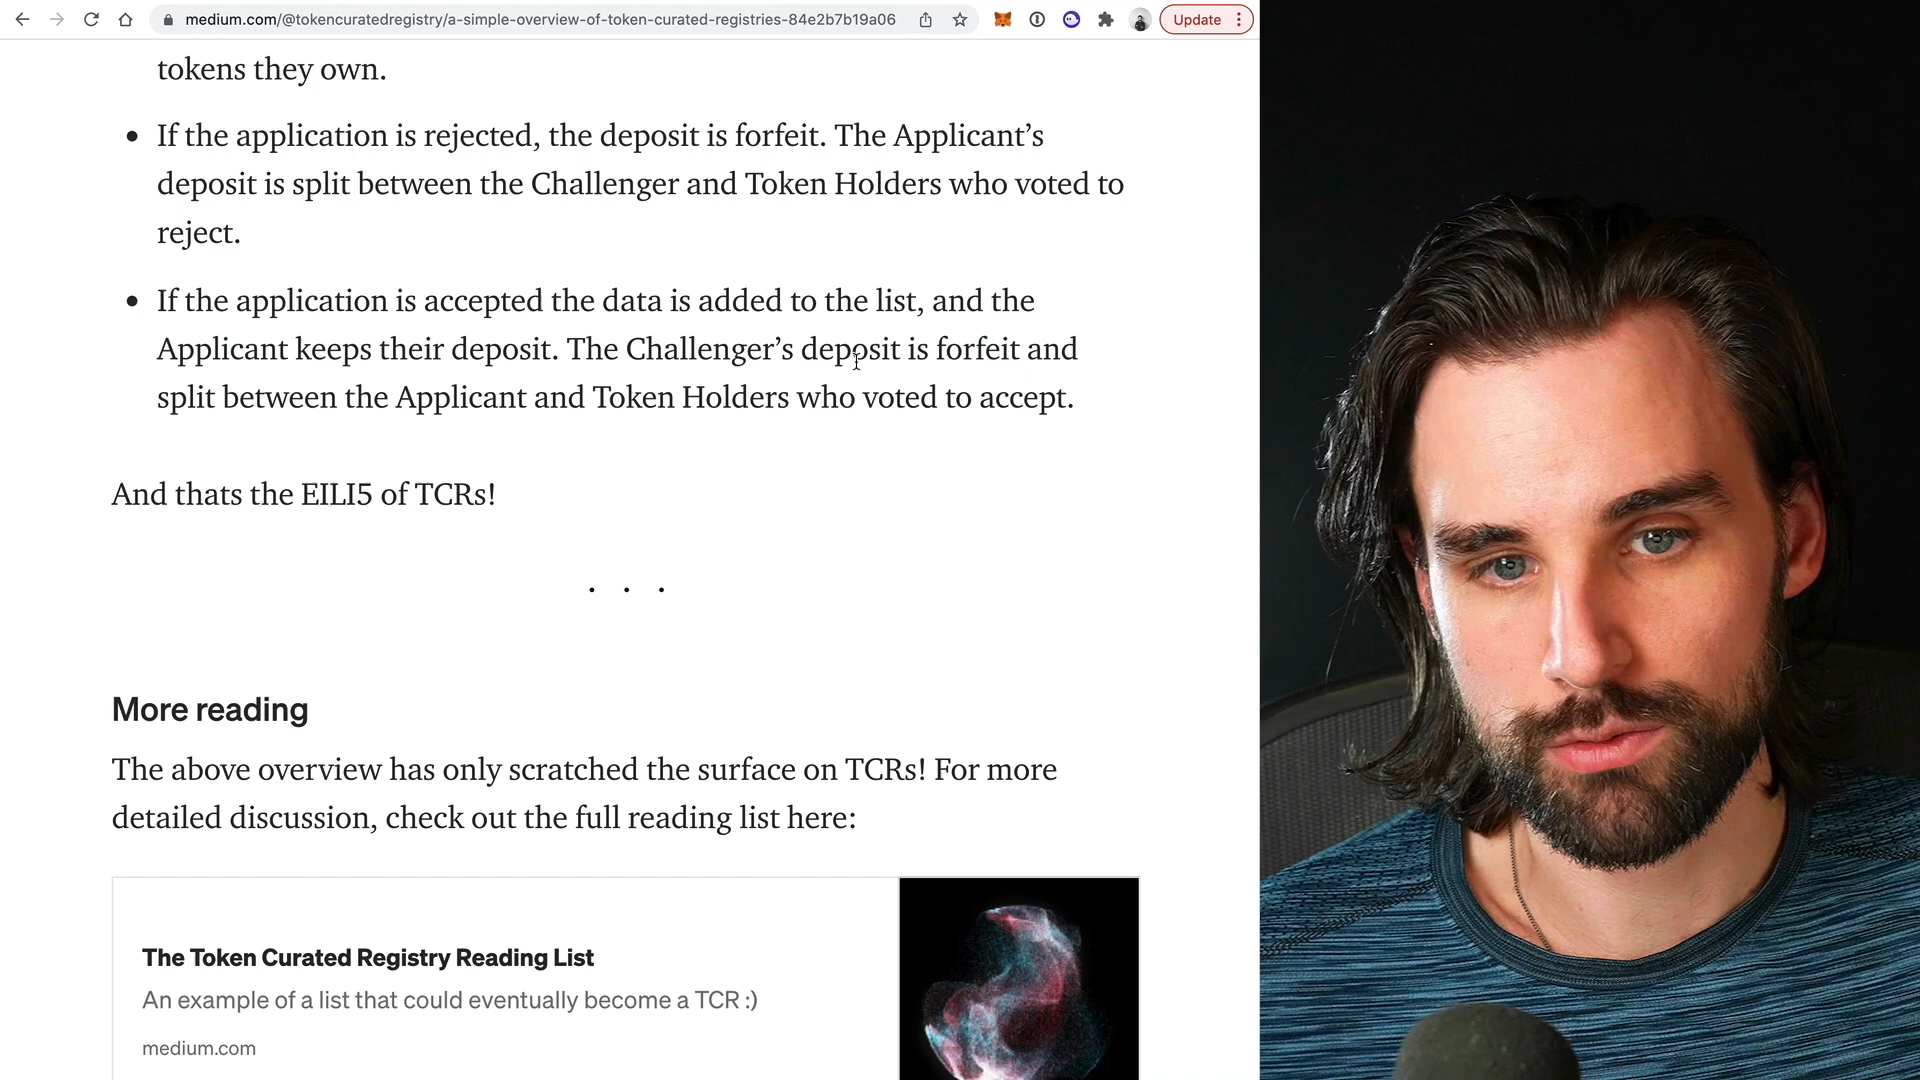 medium.com/@tokencuratedregistry/a-simple-overview-of-token-curated-registries-84e2b7b19a06
Update
tokens they own.
• If the application is rejected, the deposit is forfeit. The Applicant’s
deposit is split between the Challenger and Token Holders who voted to
reject.
• If the application is accepted the data is added to the list, and the
Applicant keeps their deposit. The Challenger’s deposit is forfeit and
split between the Applicant and Token Holders who voted to accept.
And thats the EILI5 of TCRs!
. . .
More reading
The above overview has only scratched the surface on TCRs! For more
detailed discussion, check out the full reading list here:
The Token Curated Registry Reading List
An example of a list that could eventually become a TCR :)
medium.com